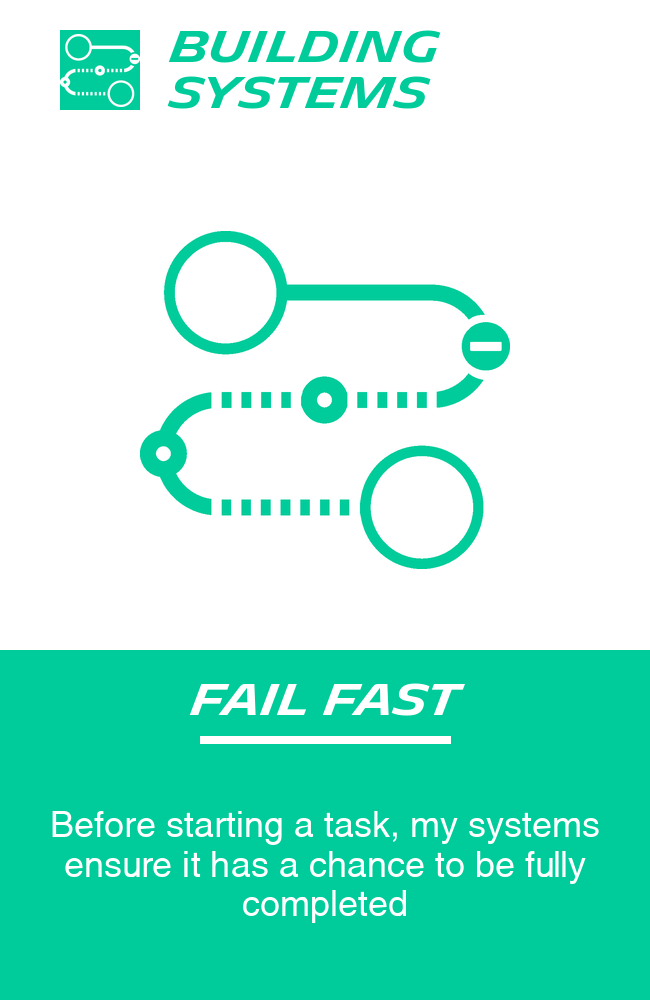 BUILDING
SYSTEMS
FAIL FAST
Before starting a task, my systems
ensure it has a chance to be fully
completed